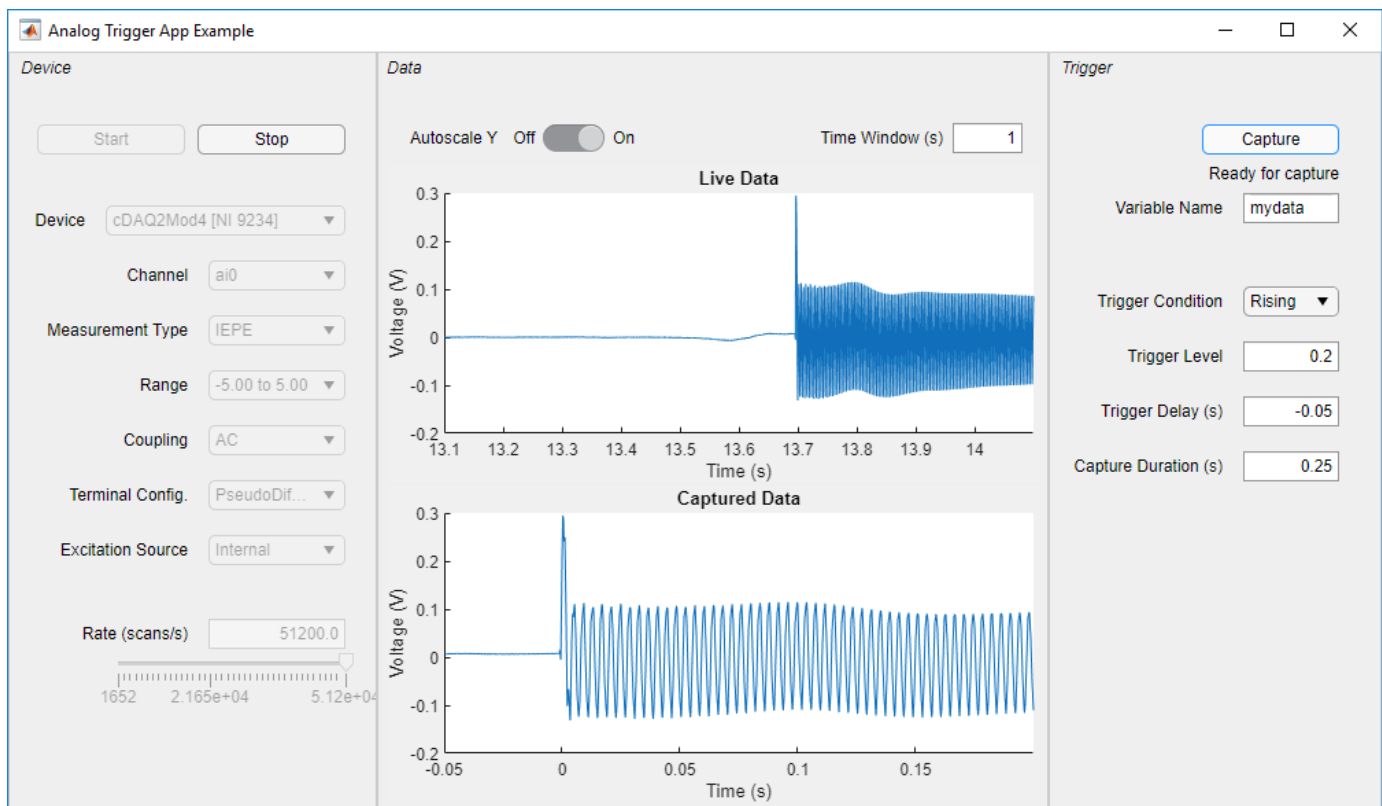 Analog Trigger App Example
Device
Start
Stop
Device
cDAQ2Mod4 [NI 9234]
Channel
ai0
Measurement Type
IEPE
Range
-5.00 to 5.00
Coupling
AC
Terminal Config.
PseudoDif...
Excitation Source
Internal
Rate (scans/s)
51200.0
1652 2.165e+04 5.12e+04
Data
Autoscale Y Off On
Time Window (s) 1
Live Data
Voltage (V)
0.3
0.2
0.1
0
-0.1
-0.2
13.1 13.2 13.3 13.4 13.5 13.6 13.7 13.8 13.9 14
Time (s)
Captured Data
Voltage (V)
0.3
0.2
0.1
0
-0.1
-0.2
-0.05 0 0.05 0.1 0.15
Time (s)
Trigger
Capture
Ready for capture
Variable Name mydata
Trigger Condition Rising
Trigger Level 0.2
Trigger Delay (s) -0.05
Capture Duration (s) 0.25